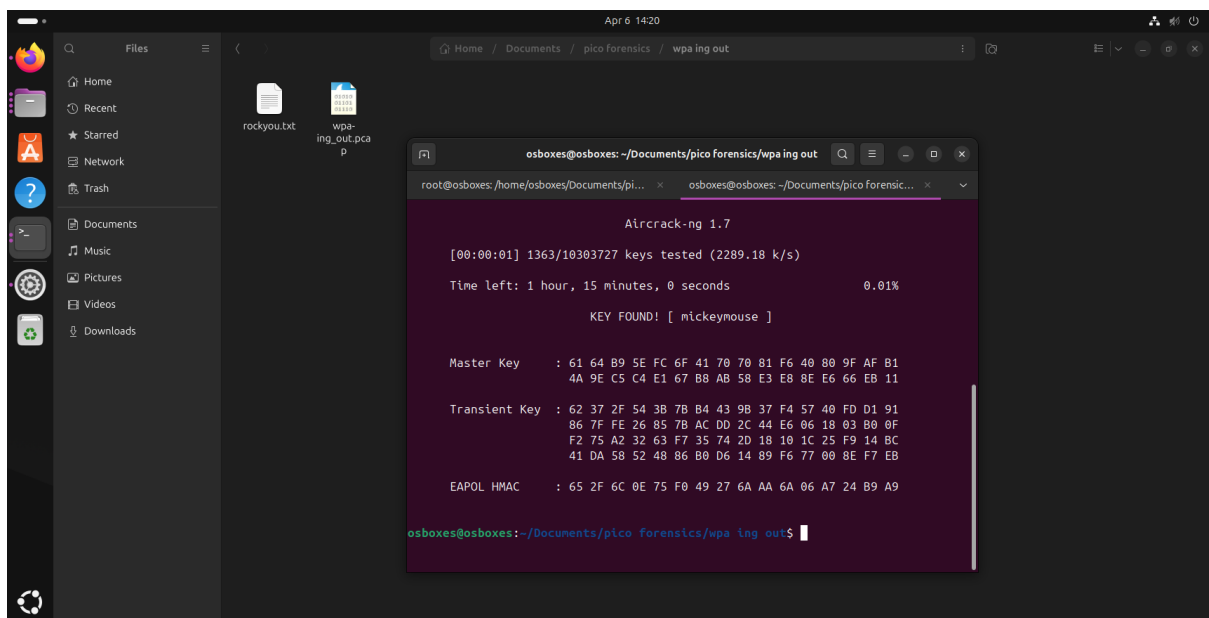 Apr 6 14:20
Files
Home / Documents / pico forensics / wpa ing out
Home
Recent
Starred
Network
Trash
Documents
Music
Pictures
Videos
Downloads
rockyou.txt
wpa-
ing_out.pca
p
osboxes@osboxes: ~/Documents/pico forensics/wpa ing out
root@osboxes: /home/osboxes/Documents/pi...
osboxes@osboxes: ~/Documents/pico forensic...
Aircrack-ng 1.7
[00:00:01] 1363/10303727 keys tested (2289.18 k/s)
Time left: 1 hour, 15 minutes, 0 seconds 0.01%
KEY FOUND! [ mickeymouse ]
Master Key : 61 64 B9 5E FC 6F 41 70 70 81 F6 40 80 9F AF B1
4A 9E C5 C4 E1 67 B8 AB 58 E3 E8 8E E6 66 EB 11
Transient Key : 62 37 2F 54 3B 7B B4 43 9B 37 F4 57 40 FD D1 91
86 7F FE 26 85 7B AC DD 2C 44 E6 06 18 03 B0 0F
F2 75 A2 32 63 F7 35 74 2D 18 10 1C 25 F9 14 BC
41 DA 58 52 48 86 B0 D6 14 89 F6 77 00 8E F7 EB
EAPOL HMAC : 65 2F 6C 0E 75 F0 49 27 6A AA 6A 06 A7 24 B9 A9
osboxes@osboxes:~/Documents/pico forensics/wpa ing out$